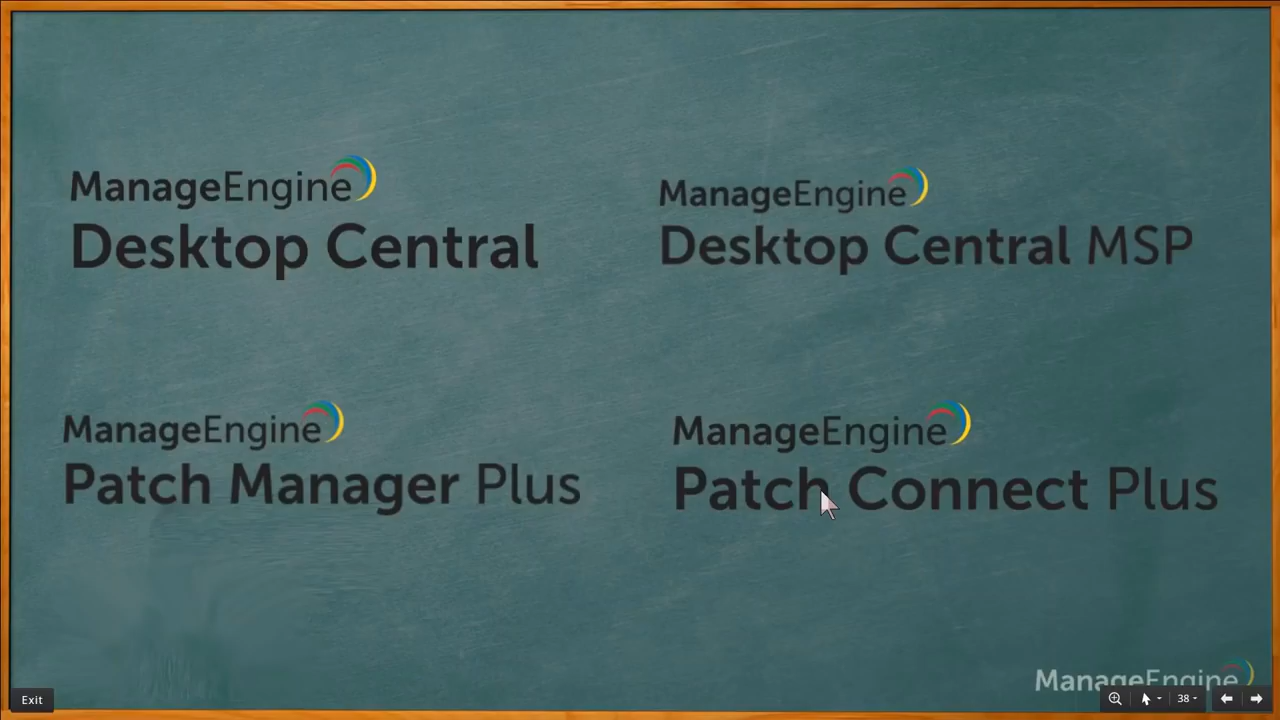 ManageEngine
Desktop Central
ManageEngine
Desktop Central MSP
ManageEngine
Patch Manager Plus
ManageEngine
Patch Connect Plus
ManageEngine
Exit
38